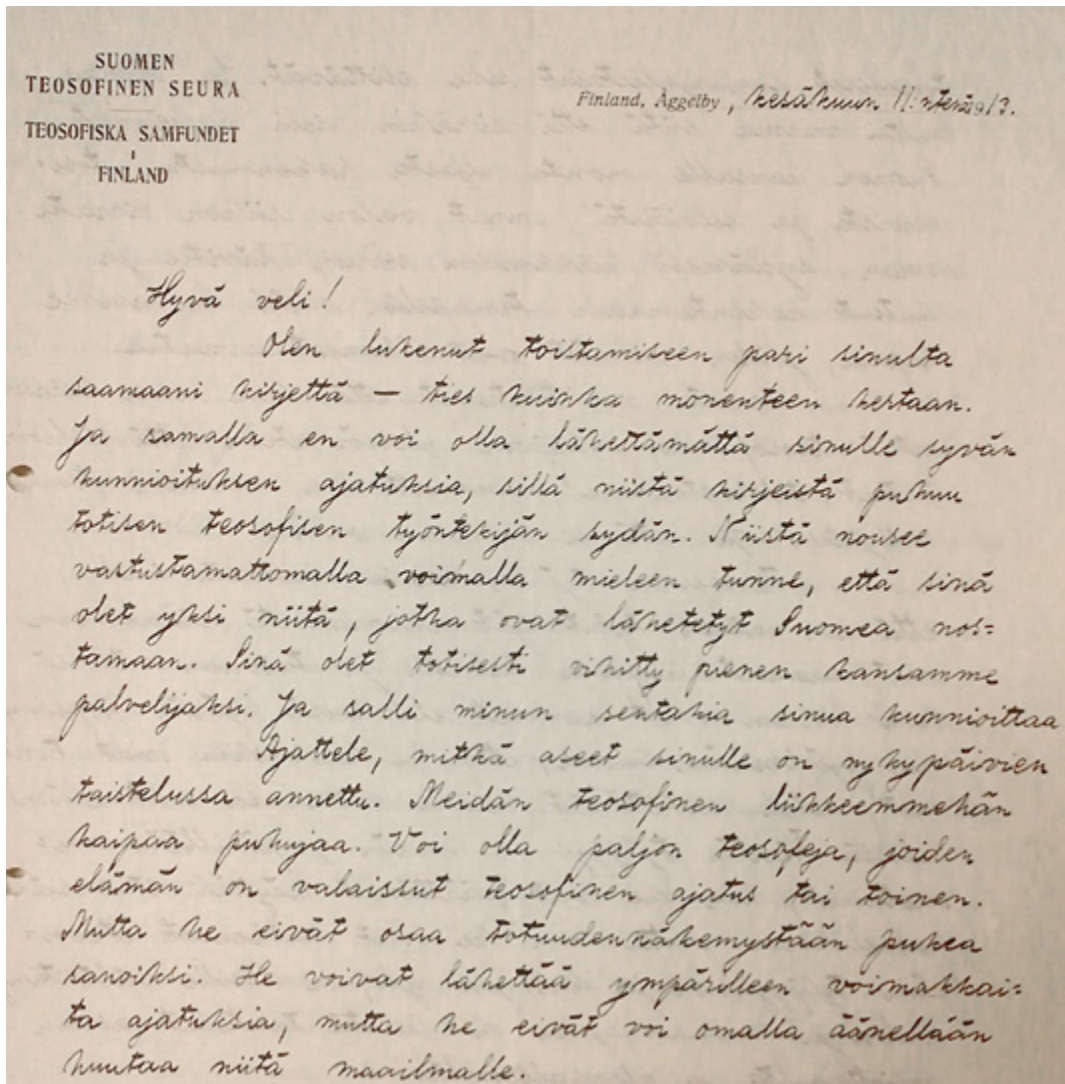 SUOMEN
TEOSOFINEN SEURA
TEOSOFISKA SAMFUNDET
I
FINLAND
Finland, Åggelby, kesäkuun 11:ntenä 1913.
Hyvä veli!
Olen lukenut toistamiseen pari sinulta
saamaani kirjettä — ties kuinka monenteen kertaan.
Ja samalla en voi olla lähettämättä sinulle syvän
kunnioituksen ajatuksia, sillä niistä kirjeistä puhuu
totisen teosofisen työntekijän sydän. Niistä nousee
vastustamattomalla voimalla mieleen tunne, että sinä
olet yksi niitä, jotka ovat lähetetyt Suomea nos=
tamaan. Sinä olet totisesti vihitty pienen kansamme
palvelijaksi. Ja salli minun sentähiä sinua kunnioittaa
Ajattele, mitkä aseet sinulle on nykypäivien
taistelussa annettu. Meidän teosofinen liikkeemmehän
kaipaa puhujaa. Voi olla paljon teosofeja, joiden
elämän on valaissut teosofinen ajatus tai toinen.
Mutta he eivät osaa totuudennäkemystään pukea
sanoiksi. He voivat lähettää ympärilleen voimakkai=
ta ajatuksia, mutta he eivät voi omalla äänellään
huutaa niitä maailmalle.